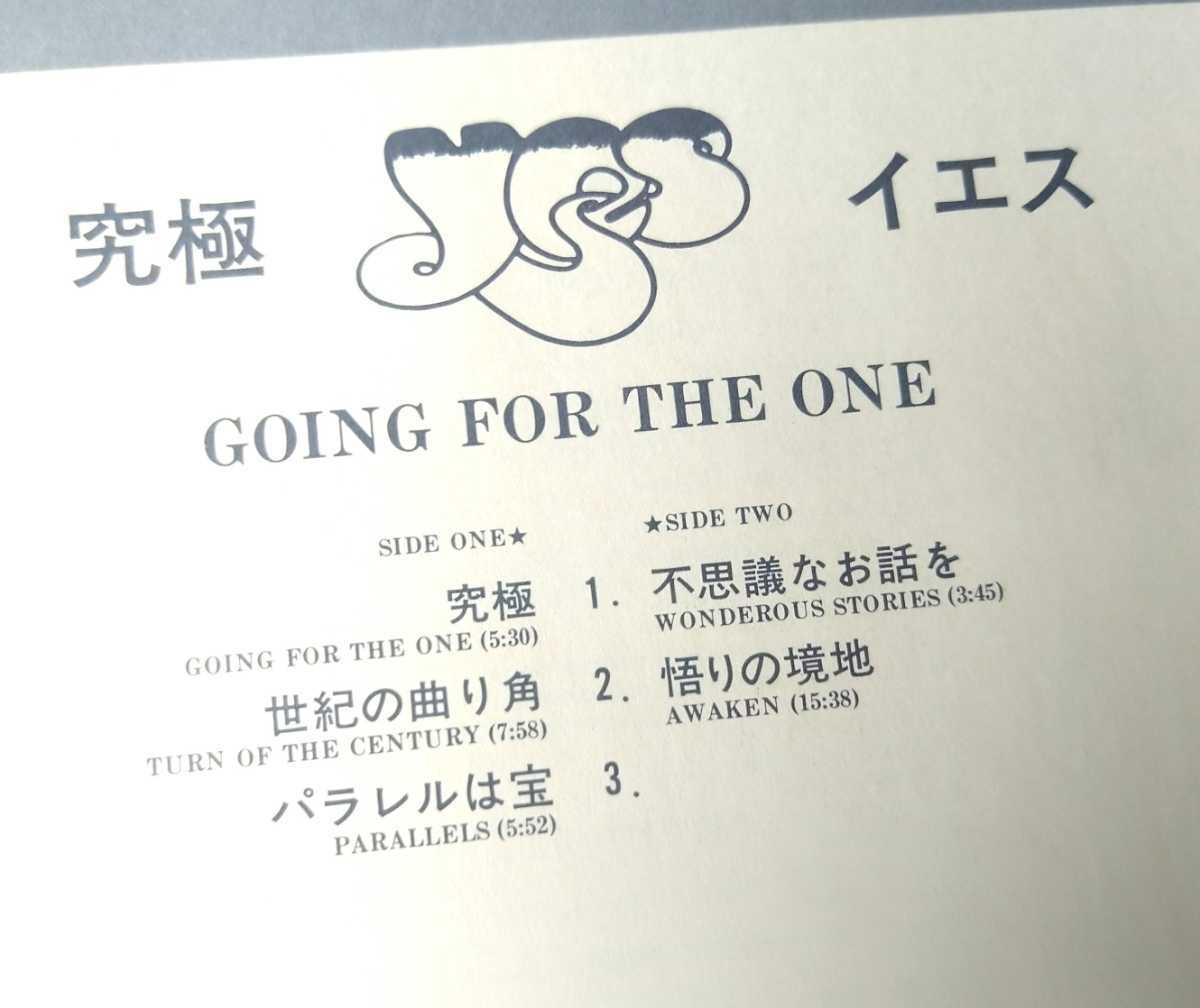 究極 Yes イエス
GOING FOR THE ONE
SIDE ONE★
究極 1.
GOING FOR THE ONE (5:30)
世紀の曲り角 2.
TURN OF THE CENTURY (7:58)
パラレルは宝 3.
PARALLELS (5:52)
★SIDE TWO
不思議なお話を
WONDEROUS STORIES (3:45)
悟りの境地
AWAKEN (15:38)